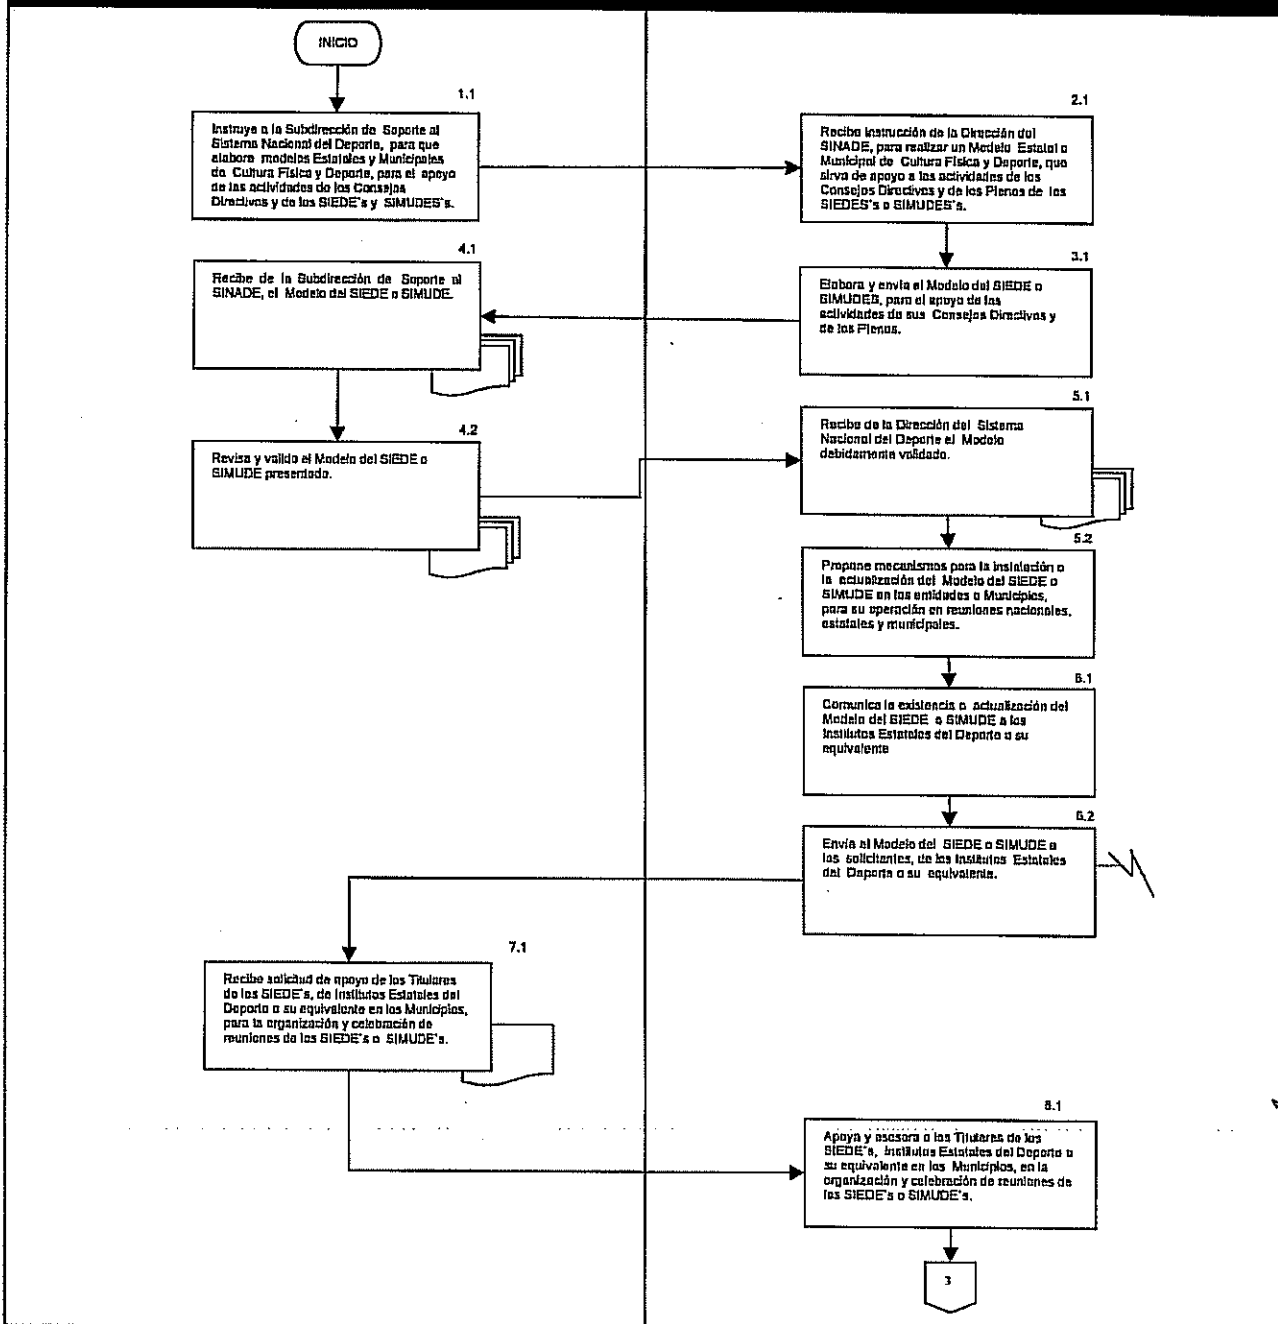 INICIO
1.1
Instruye a la Subdirección de Soporte al
Sistema Nacional del Deporte, para que
elabore modelos Estatales y Municipales
de Cultura Física y Deporte, para el apoyo
de las actividades de los Consejos
Directivos y de los SIEDE's y SIMUDES's.
2.1
Recibe Instrucción de la Dirección del
SINADE, para realizar un Modelo Estatal o
Municipal de Cultura Física y Deporte, que
sirva de apoyo a las actividades de los
Consejos Directivos y de los Plenos de los
SIEDES's o SIMUDES's.
3.1
Elabora y envía el Modelo del SIEDE o
SIMUDES, para el apoyo de las
actividades de sus Consejos Directivos y
de los Plenos.
4.1
Recibe de la Subdirección de Soporte al
SINADE, el Modelo del SIEDE o SIMUDE.
4.2
Revisa y valida el Modelo del SIEDE o
SIMUDE presentado.
5.1
Recibe de la Dirección del Sistema
Nacional del Deporte el Modelo
debidamente validado.
5.2
Propone mecanismos para la instalación o
la actualización del Modelo del SIEDE o
SIMUDE en las entidades o Municipios,
para su operación en reuniones nacionales,
estatales y municipales.
6.1
Comunica la existencia o actualización del
Modelo del SIEDE o SIMUDE a los
Institutos Estatales del Deporte o su
equivalente
6.2
Envía el Modelo del SIEDE o SIMUDE a
los solicitantes, de los Institutos Estatales
del Deporte o su equivalente.
7.1
Recibe solicitud de apoyo de los Titulares
de los SIEDE's, de Institutos Estatales del
Deporte o su equivalente en los Municipios,
para la organización y celebración de
reuniones de los SIEDE's o SIMUDE's.
8.1
Apoya y asesora a los Titulares de los
SIEDE's, Institutos Estatales del Deporte o
su equivalente en los Municipios, en la
organización y celebración de reuniones de
los SIEDE's o SIMUDE's.
3